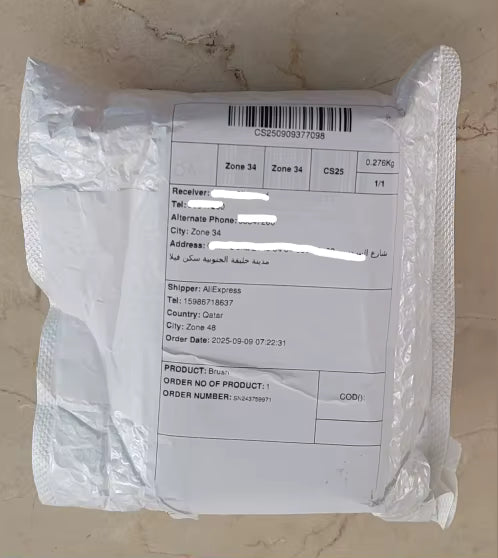 CS250909377098
Zone 34 Zone 34 CS25 0.276Kg
1/1
Receiver:
Tel:
Alternate Phone:
City: Zone 34
Address: شارع
مدينة خليفة الجنوبية سكن فيلا
Shipper: AliExpress
Tel: 15986718637
Country: Qatar
City: Zone 48
Order Date: 2025-09-09 07:22:31
PRODUCT: Brush
ORDER NO OF PRODUCT: 1
COD():
ORDER NUMBER: SN243759971